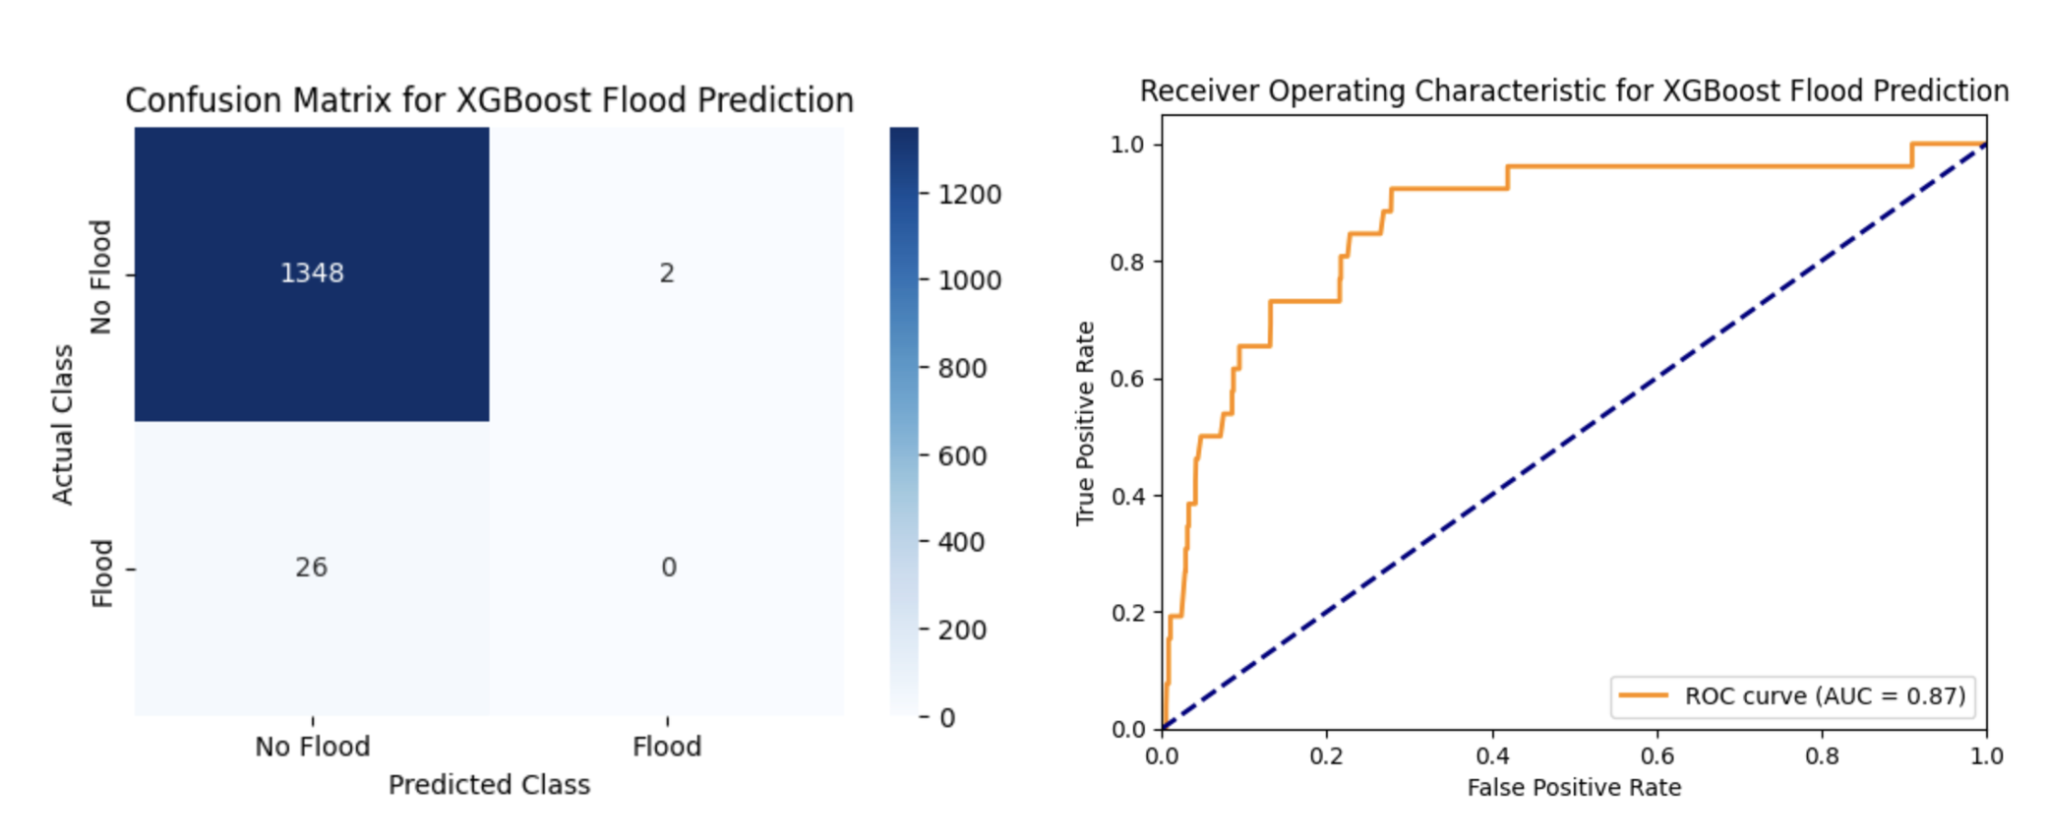 Confusion Matrix for XGBoost Flood Prediction
No Flood
Flood
Actual Class
1348
2
26
0
No Flood
Flood
Predicted Class
1200
1000
800
600
400
200
0
Receiver Operating Characteristic for XGBoost Flood Prediction
True Positive Rate
1.0
0.8
0.6
0.4
0.2
0.0
ROC curve (AUC = 0.87)
0.0
0.2
0.4
0.6
0.8
1.0
False Positive Rate